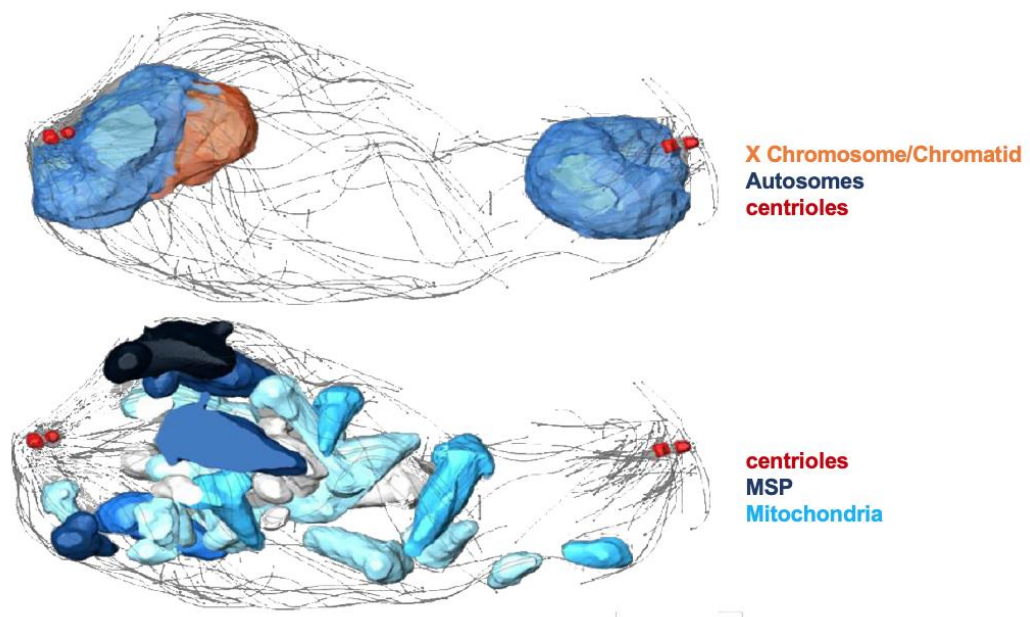 X Chromosome/Chromatid
Autosomes
centrioles
centrioles
MSP
Mitochondria